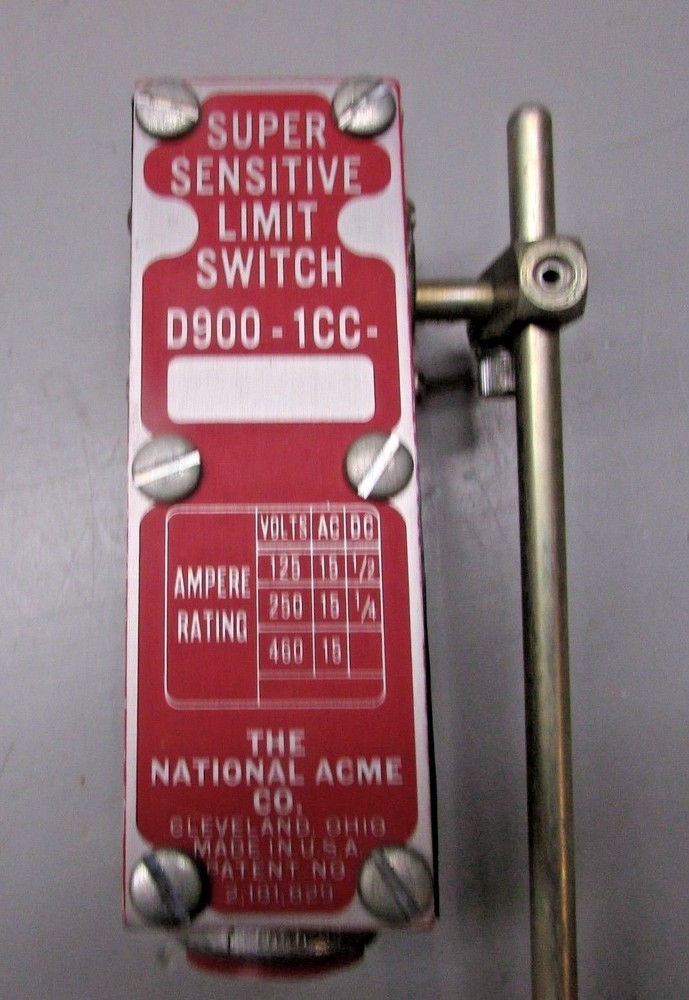 SUPER
SENSITIVE
LIMIT
SWITCH
D900-1CC-
VOLTS AC DC
125 15 1/2
AMPERE
250 15 1/4
RATING
460 15
THE
NATIONAL ACME
CO.
CLEVELAND, OHIO
MADE IN U.S.A.
PATENT NO